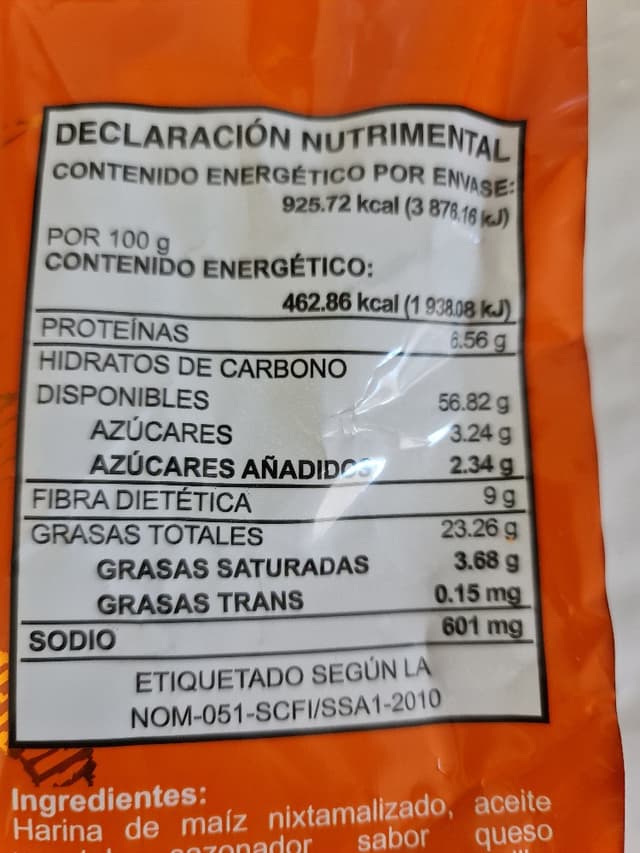 DECLARACIÓN NUTRIMENTAL
CONTENIDO ENERGÉTICO POR ENVASE:
925.72 kcal (3 876.16 kJ)
POR 100 g
CONTENIDO ENERGÉTICO:
462.86 kcal (1 938.08 kJ)
PROTEÍNAS 6.56 g
HIDRATOS DE CARBONO
DISPONIBLES 56.82 g
AZÚCARES 3.24 g
AZÚCARES AÑADIDOS 2.34 g
FIBRA DIETÉTICA 9 g
GRASAS TOTALES 23.26 g
GRASAS SATURADAS 3.68 g
GRASAS TRANS 0.15 mg
SODIO 601 mg
ETIQUETADO SEGÚN LA
NOM-051-SCFI/SSA1-2010
Ingredientes:
Harina de maíz nixtamalizado, aceite
sazonador sabor queso